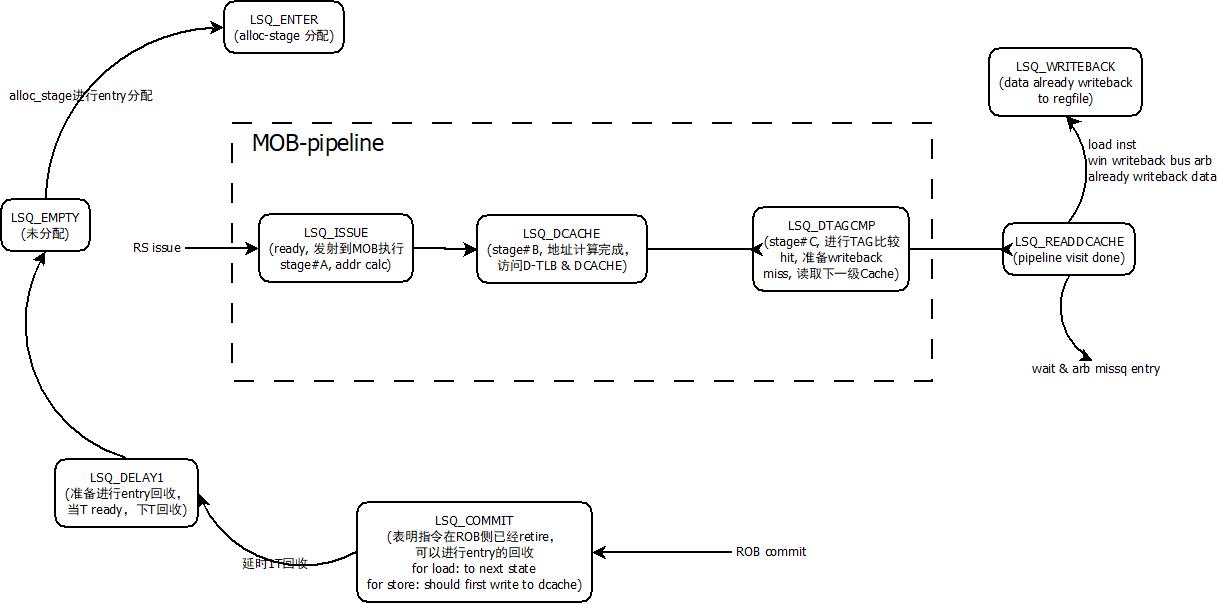 LSQ_ENTER
(alloc-stage 分配)
alloc_stage进行entry分配
LSQ_EMPTY
(未分配)
MOB-pipeline
RS issue
LSQ_ISSUE
(ready, 发射到MOB执行
stage#A, addr calc)
LSQ_DCACHE
(stage#B, 地址计算完成，
访问D-TLB & DCACHE)
LSQ_DTAGCMP
(stage#C, 进行TAG比较
hit, 准备writeback
miss, 读取下一级Cache)
LSQ_WRITEBACK
(data already writeback
to regfile)
load inst
win writeback bus arb
already writeback data
LSQ_READDCACHE
(pipeline visit done)
wait & arb missq entry
LSQ_DELAY1
(准备进行entry回收，
当T ready，下T回收)
延时1T回收
LSQ_COMMIT
(表明指令在ROB侧已经retire，
可以进行entry的回收
for load: to next state
for store: should first write to dcache)
ROB commit